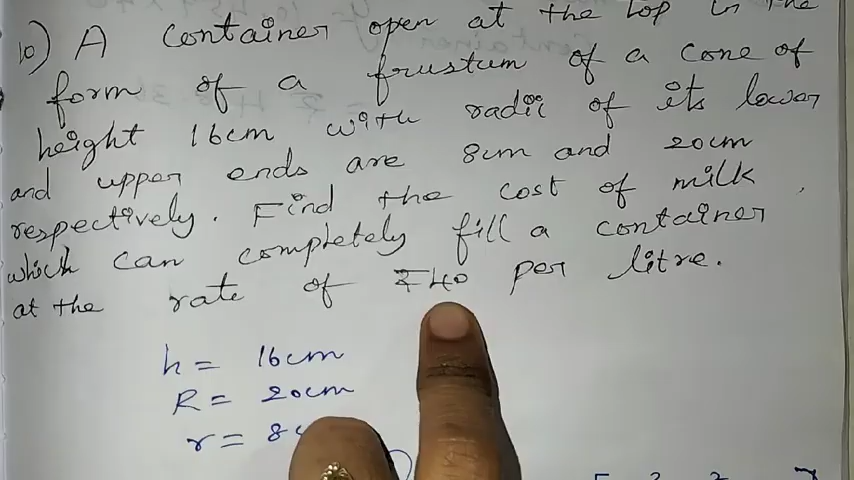 10) A container open at the top in the
form of a frustum of a cone of
height 16cm with radii of its lower
and upper ends are 8cm and 20cm
respectively. Find the cost of milk
which can completely fill a container
at the rate of ₹40 per litre.
h = 16cm
R = 20cm
r = 8